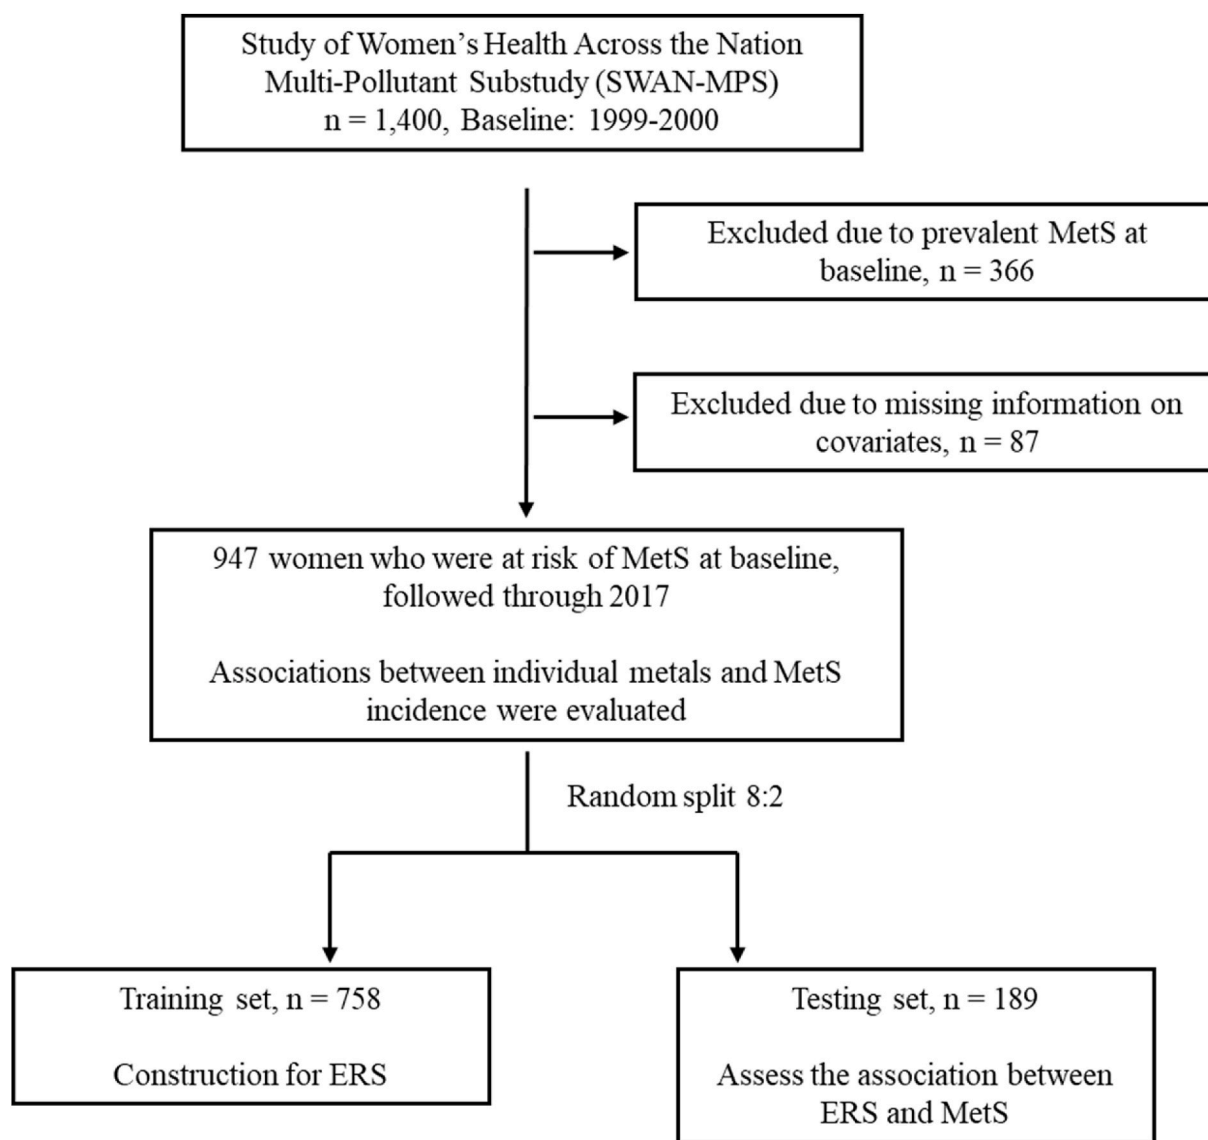 Study of Women's Health Across the Nation
Multi-Pollutant Substudy (SWAN-MPS)
n = 1,400, Baseline: 1999-2000
Excluded due to prevalent MetS at
baseline, n = 366
Excluded due to missing information on
covariates, n = 87
947 women who were at risk of MetS at baseline,
followed through 2017
Associations between individual metals and MetS
incidence were evaluated
Random split 8:2
Training set, n = 758
Construction for ERS
Testing set, n = 189
Assess the association between
ERS and MetS